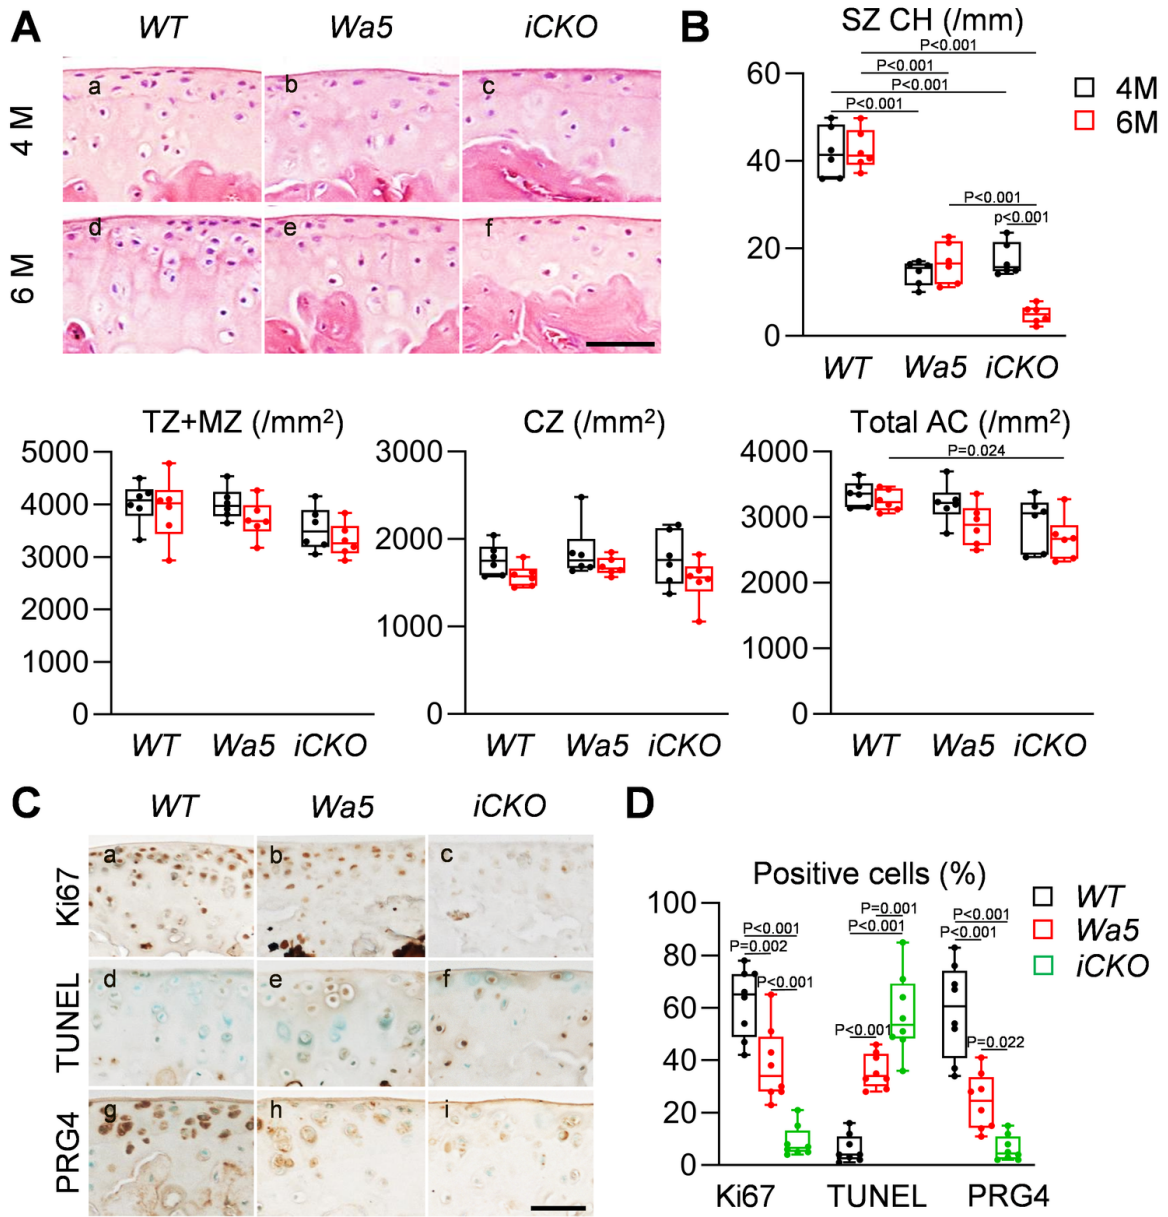 A
WT Wa5 iCKO
4 M
a b c
6 M
d e f
B
SZ CH (/mm)
P<0.001
P<0.001
P<0.001
P<0.001
P<0.001
p<0.001
60
40
20
0
WT Wa5 iCKO
4M
6M
TZ+MZ (/mm²)
5000
4000
3000
2000
1000
0
WT Wa5 iCKO
CZ (/mm²)
3000
2000
1000
0
WT Wa5 iCKO
Total AC (/mm²)
P=0.024
4000
3000
2000
1000
0
WT Wa5 iCKO
C
WT Wa5 iCKO
Ki67
a b c
TUNEL
d e f
PRG4
g h i
D
Positive cells (%)
100
80
60
40
20
0
P<0.001
P=0.002
P<0.001
P=0.001
P<0.001
P<0.001
P<0.001
P<0.001
P=0.022
Ki67 TUNEL PRG4
WT
Wa5
iCKO